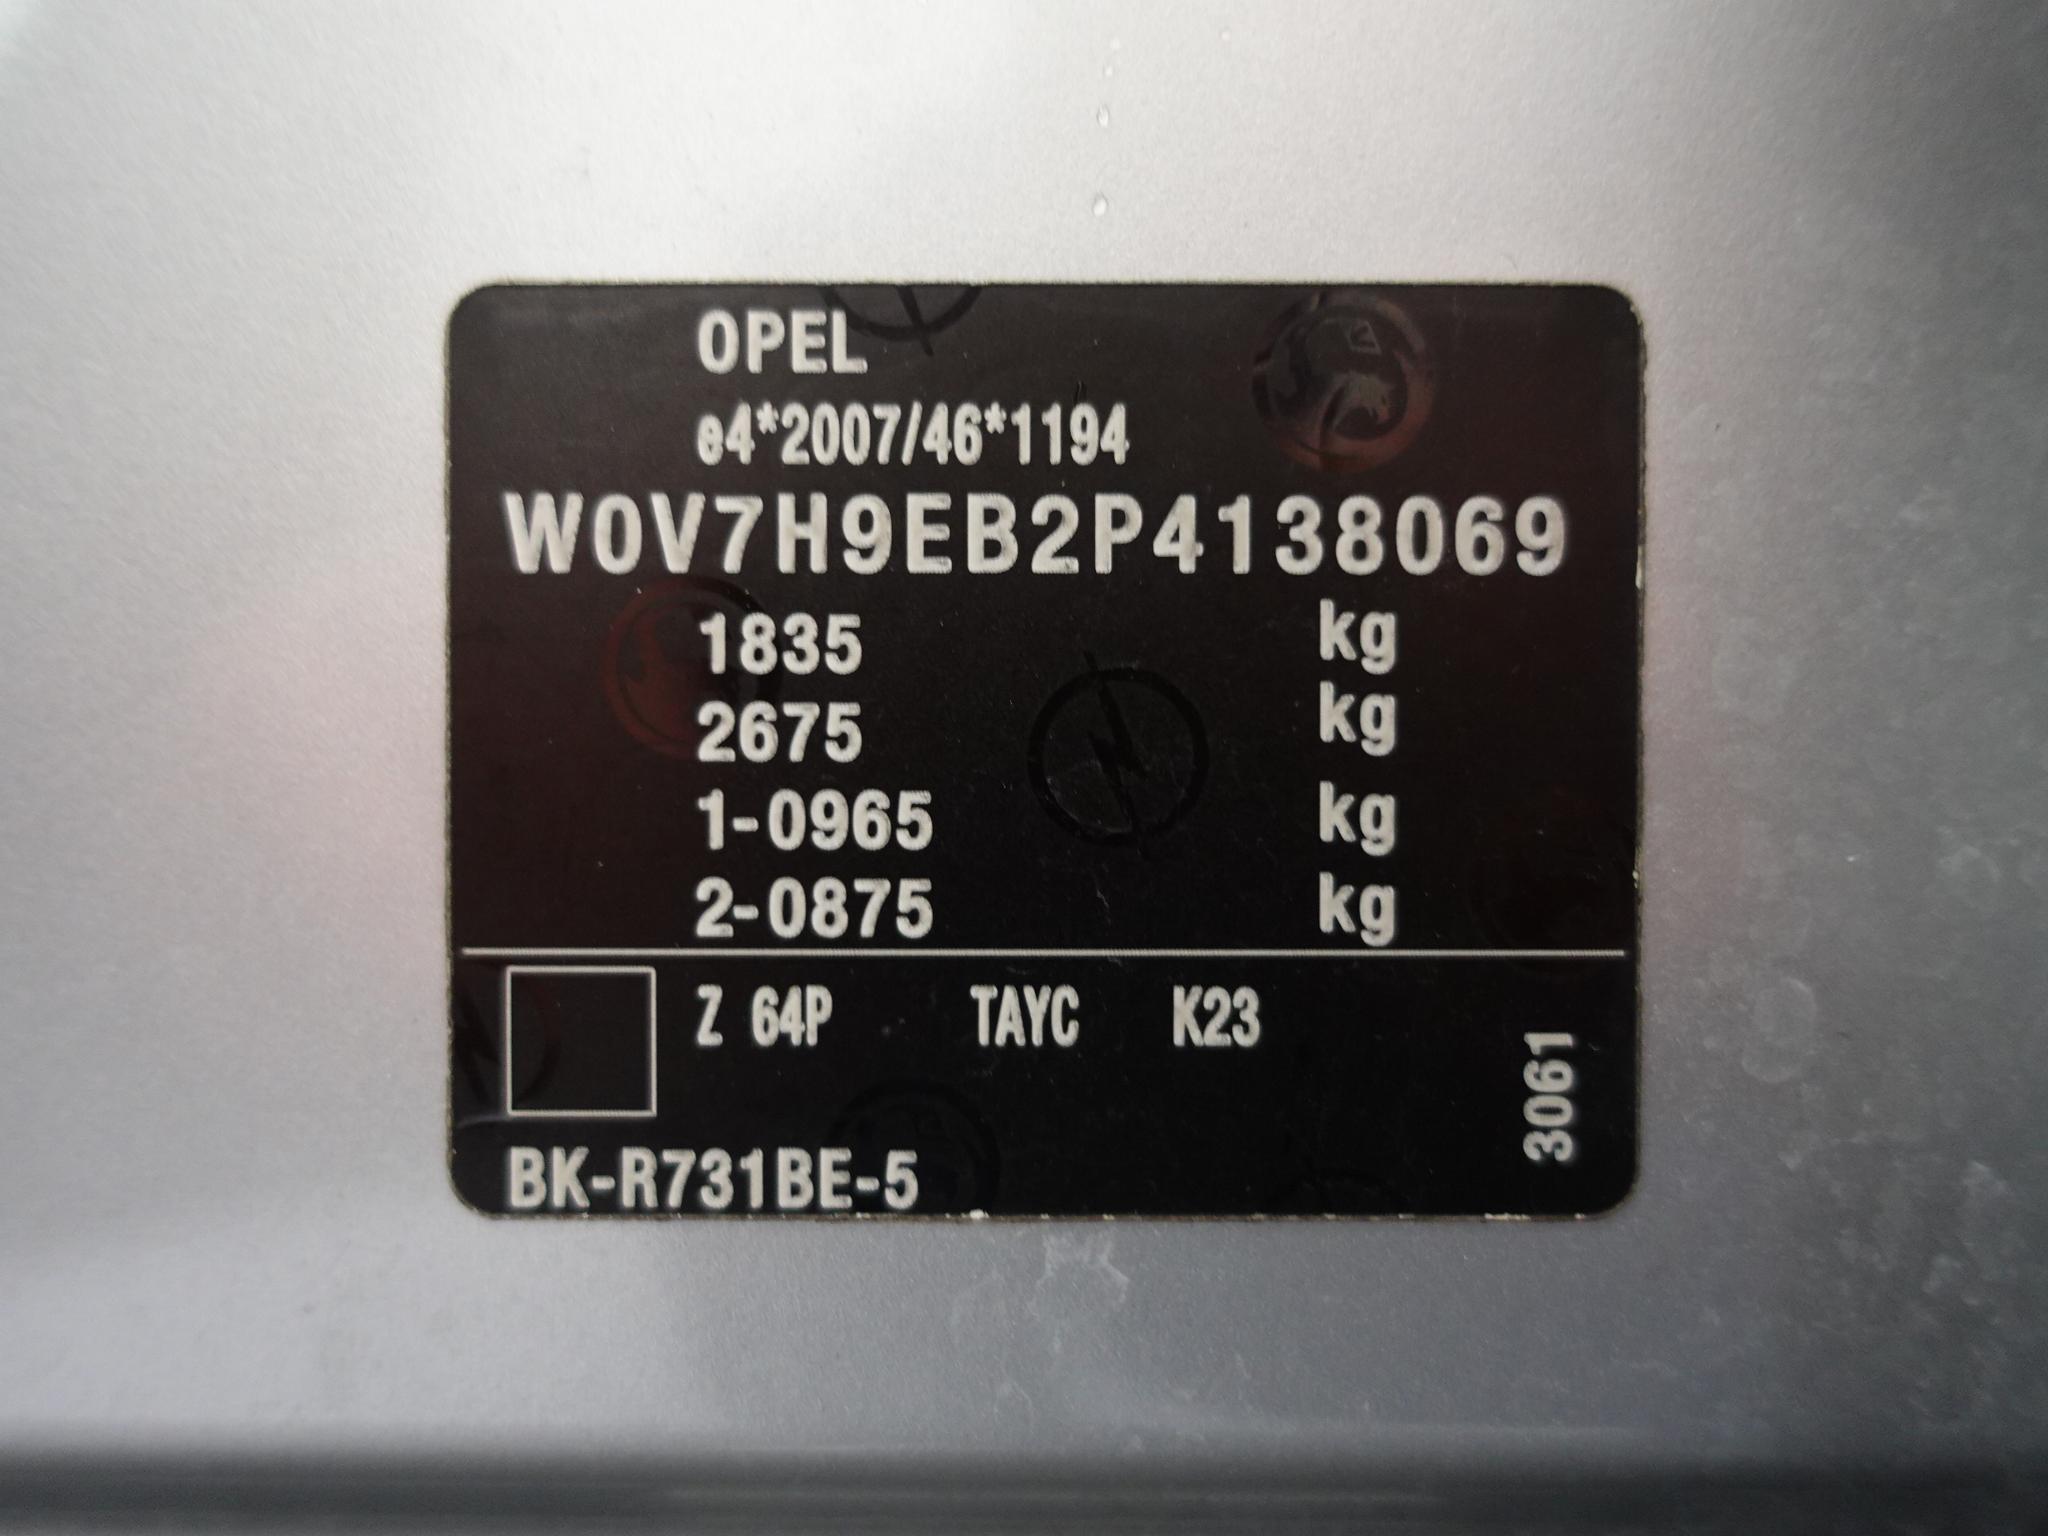 OPEL
e4*2007/46*1194
W0V7H9EB2P4138069
1835 kg
2675 kg
1-0965 kg
2-0875 kg
Z 64P TAYC K23
3061
BK-R731BE-5